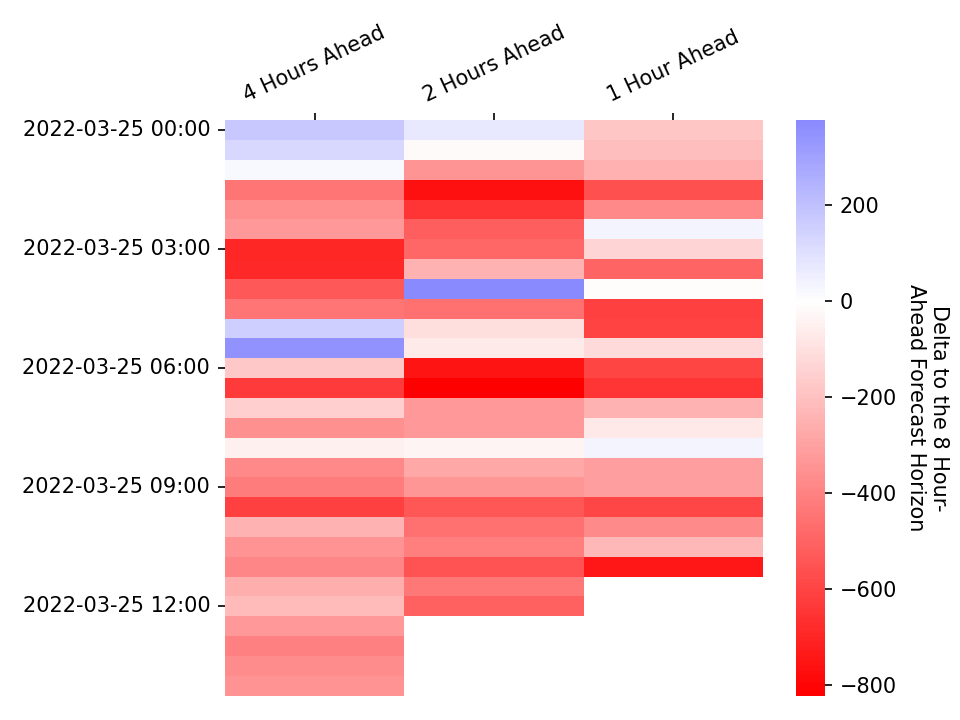 4 Hours Ahead
2 Hours Ahead
1 Hour Ahead
2022-03-25 00:00
2022-03-25 03:00
2022-03-25 06:00
2022-03-25 09:00
2022-03-25 12:00
200
0
−200
−400
−600
−800
Delta to the 8 Hour-
Ahead Forecast Horizon